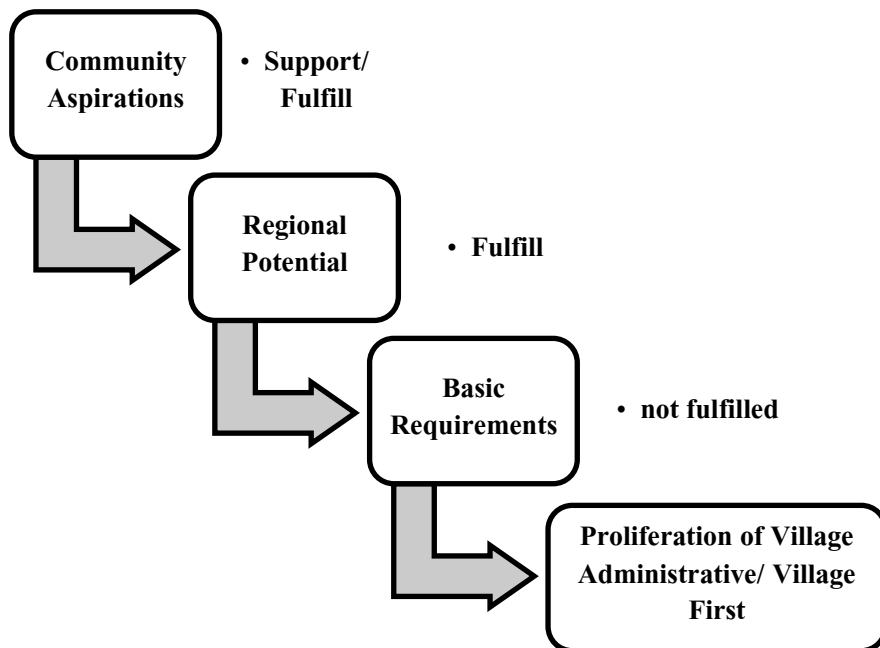 Community
Aspirations
• Support/
Fulfill
Regional
Potential
• Fulfill
Basic
Requirements
• not fulfilled
Proliferation of Village
Administrative/ Village
First